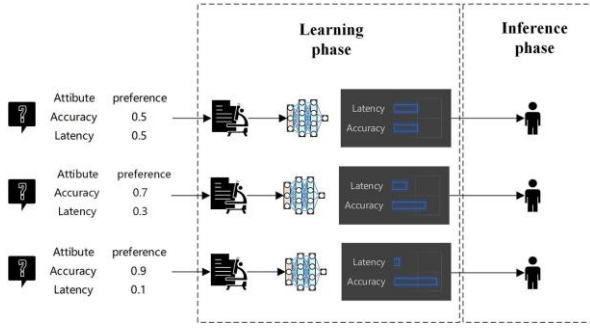 Learning
phase
Inference
phase
?
Attibute preference
Accuracy 0.5
Latency 0.5
Latency
Accuracy
?
Attibute preference
Accuracy 0.7
Latency 0.3
Latency
Accuracy
?
Attibute preference
Accuracy 0.9
Latency 0.1
Latency
Accuracy